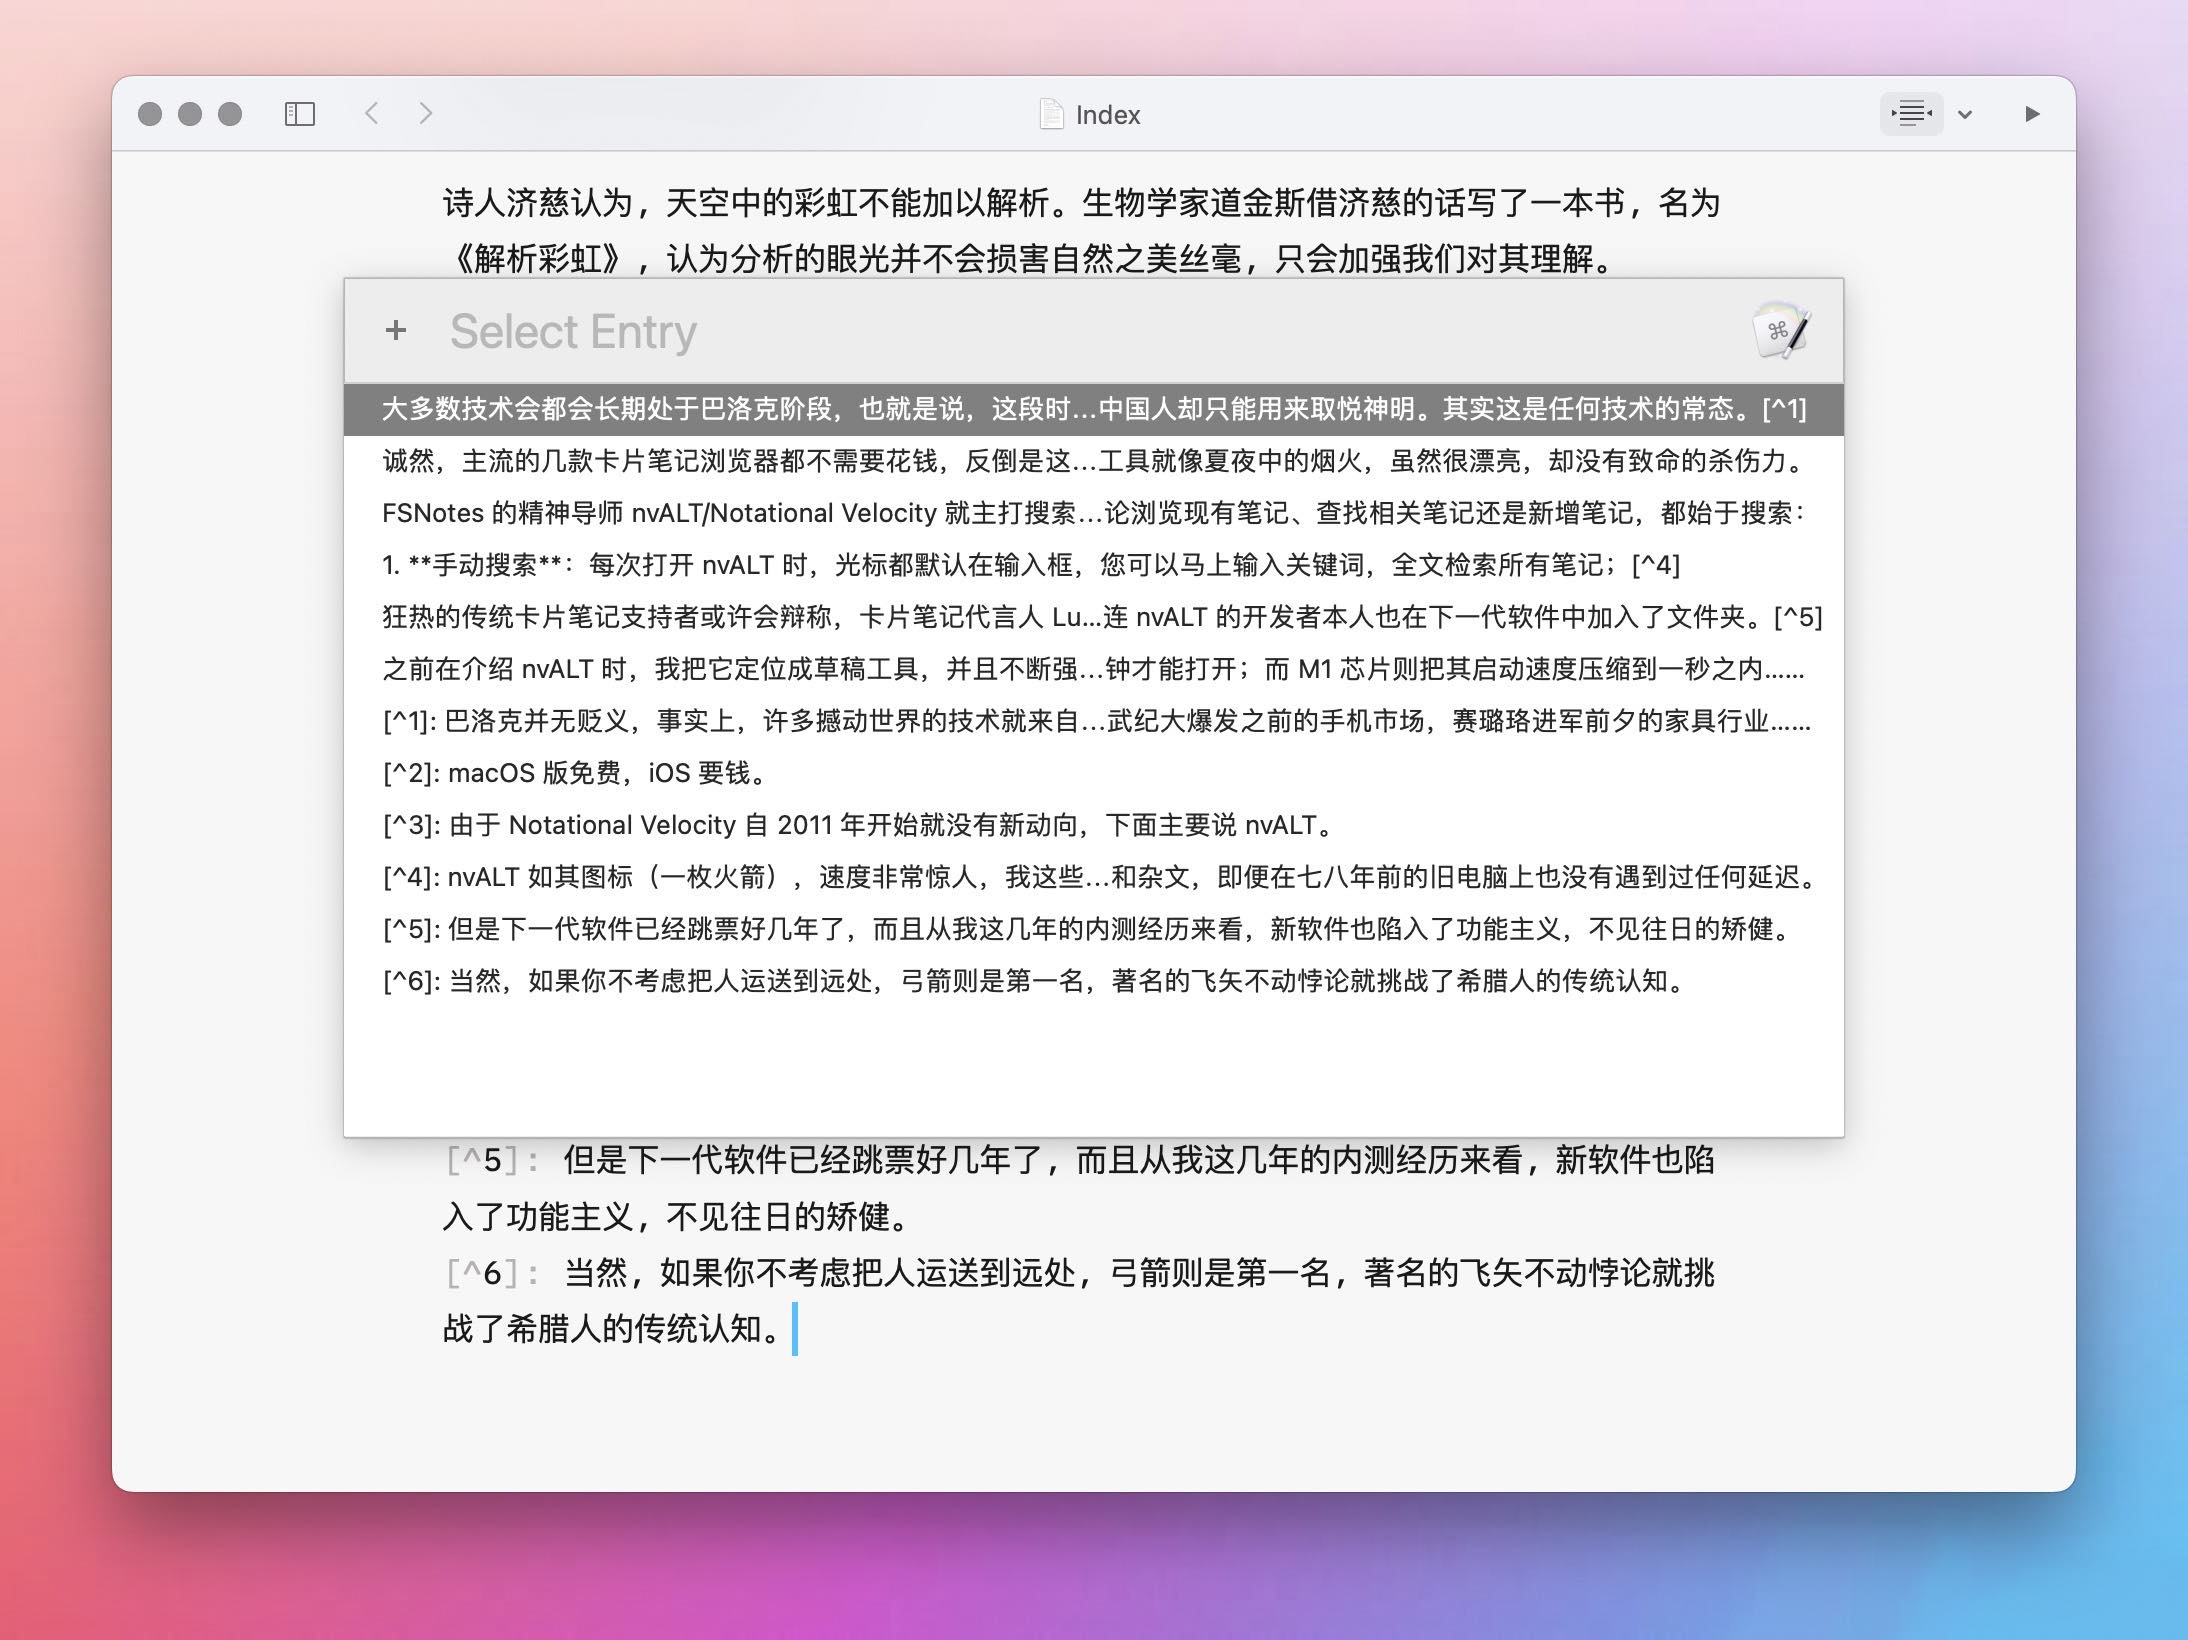 Index
诗人济慈认为，天空中的彩虹不能加以解析。生物学家道金斯借济慈的话写了一本书，名为
《解析彩虹》，认为分析的眼光并不会损害自然之美丝毫，只会加强我们对其理解。
+ Select Entry
大多数技术会都会长期处于巴洛克阶段，也就是说，这段时…中国人却只能用来取悦神明。其实这是任何技术的常态。[^1]
诚然，主流的几款卡片笔记浏览器都不需要花钱，反倒是这…工具就像夏夜中的烟火，虽然很漂亮，却没有致命的杀伤力。
FSNotes 的精神导师 nvALT/Notational Velocity 就主打搜索…论浏览现有笔记、查找相关笔记还是新增笔记，都始于搜索：
1. **手动搜索**：每次打开 nvALT 时，光标都默认在输入框，您可以马上输入关键词，全文检索所有笔记；[^4]
狂热的传统卡片笔记支持者或许会辩称，卡片笔记代言人 Lu…连 nvALT 的开发者本人也在下一代软件中加入了文件夹。[^5]
之前在介绍 nvALT 时，我把它定位成草稿工具，并且不断强…钟才能打开；而 M1 芯片则把其启动速度压缩到一秒之内……
[^1]: 巴洛克并无贬义，事实上，许多撼动世界的技术就来自…武纪大爆发之前的手机市场，赛璐珞进军前夕的家具行业……
[^2]: macOS 版免费，iOS 要钱。
[^3]: 由于 Notational Velocity 自 2011 年开始就没有新动向，下面主要说 nvALT。
[^4]: nvALT 如其图标（一枚火箭），速度非常惊人，我这些…和杂文，即便在七八年前的旧电脑上也没有遇到过任何延迟。
[^5]: 但是下一代软件已经跳票好几年了，而且从我这几年的内测经历来看，新软件也陷入了功能主义，不见往日的矫健。
[^6]: 当然，如果你不考虑把人运送到远处，弓箭则是第一名，著名的飞矢不动悖论就挑战了希腊人的传统认知。
[^5]: 但是下一代软件已经跳票好几年了，而且从我这几年的内测经历来看，新软件也陷
入了功能主义，不见往日的矫健。
[^6]: 当然，如果你不考虑把人运送到远处，弓箭则是第一名，著名的飞矢不动悖论就挑
战了希腊人的传统认知。